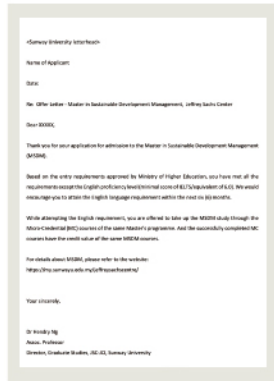 <Sunway University letterhead>
Name of Applicant
Date:
Re: Offer Letter - Master in Sustainable Development Management, Jeffrey Sachs Center
Dear XXXXX,
Thank you for your application for admission to the Master in Sustainable Development Management
(MSDM).
Based on the entry requirements approved by Ministry of Higher Education, you have met all the
requirements except the English proficiency level (minimal score of IELTS/equivalent of 6.0). We would
encourage you to attain the English language requirement within the next six (6) months.
While attempting the English requirement, you are offered to take up the MSDM study through the
Micro-Credential (MC) courses of the same Master's programme. And the successfully completed MC
courses have the credit value of the same MSDM courses.
For details about MSDM, please refer to the website:
Your sincerely,
Dr Hendry Ng
Assoc. Professor
Director, Graduate Studies, JSC-SD, Sunway University